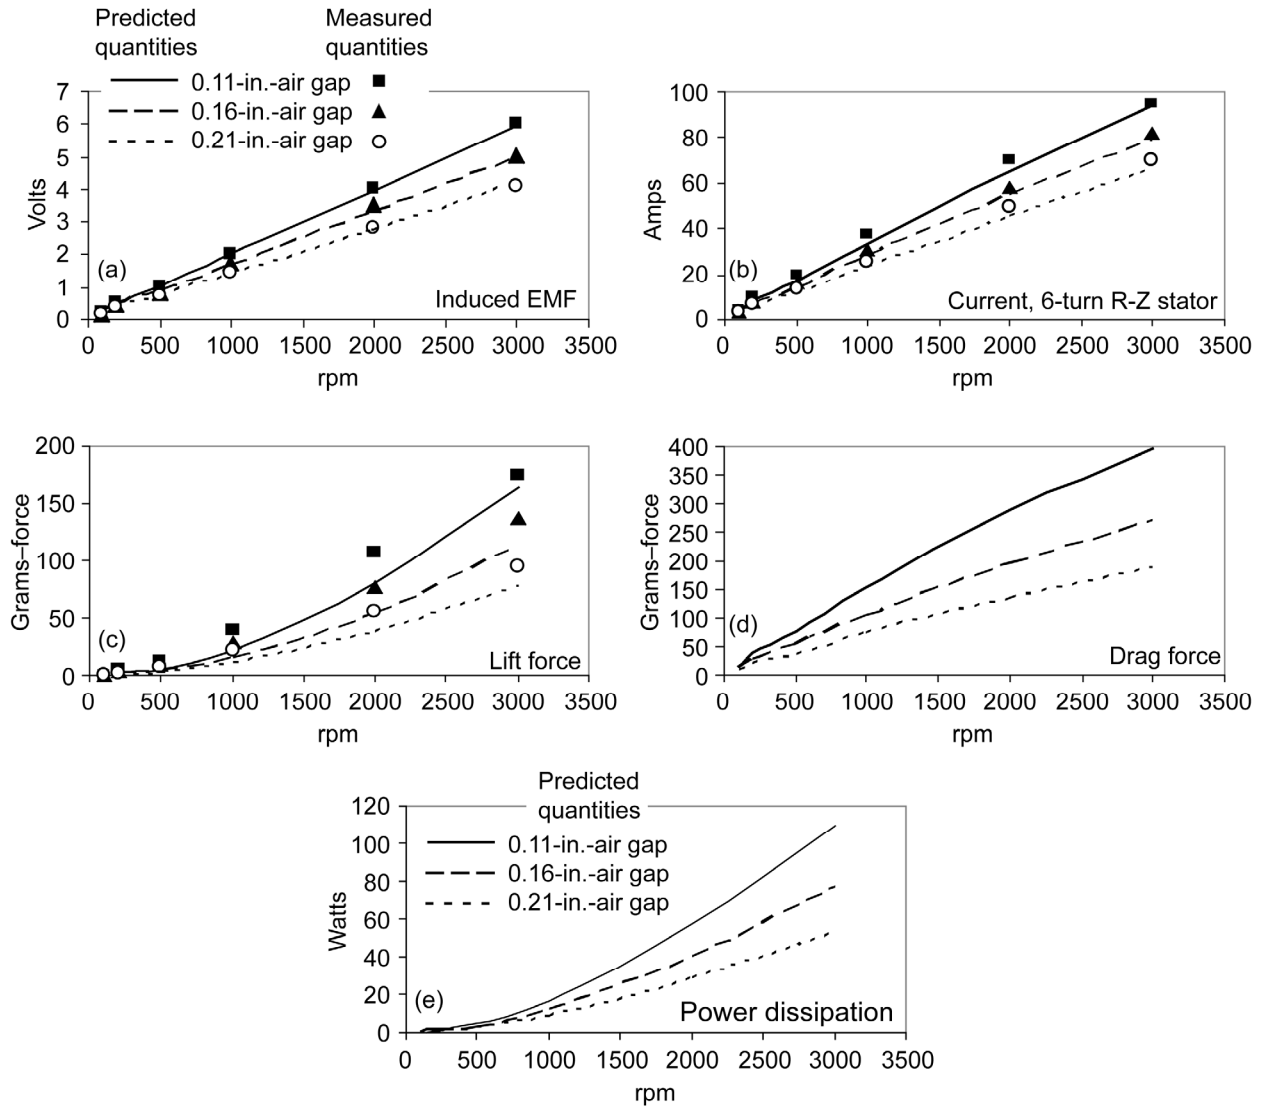 Predicted quantities
Measured quantities
0.11-in.-air gap
0.16-in.-air gap
0.21-in.-air gap
7
6
5
4
3
2
1
0
Volts
(a)
Induced EMF
0 500 1000 1500 2000 2500 3000 3500
rpm
100
80
60
40
20
0
Amps
(b)
Current, 6-turn R-Z stator
0 500 1000 1500 2000 2500 3000 3500
rpm
200
150
100
50
0
Grams–force
(c)
Lift force
0 500 1000 1500 2000 2500 3000 3500
rpm
400
350
300
250
200
150
100
50
0
Grams–force
(d)
Drag force
0 500 1000 1500 2000 2500 3000 3500
rpm
Predicted
quantities
0.11-in.-air gap
0.16-in.-air gap
0.21-in.-air gap
120
100
80
60
40
20
0
Watts
(e)
Power dissipation
0 500 1000 1500 2000 2500 3000 3500
rpm